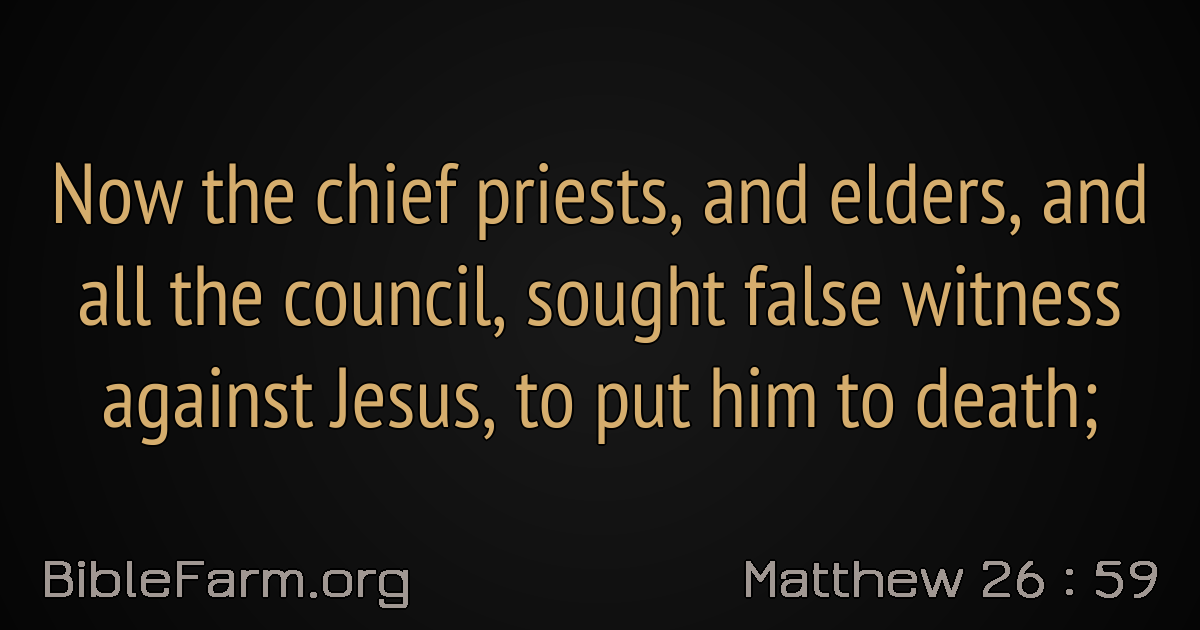 Now the chief priests, and elders, and
all the council, sought false witness
against Jesus, to put him to death;
BibleFarm.org
Matthew 26 : 59